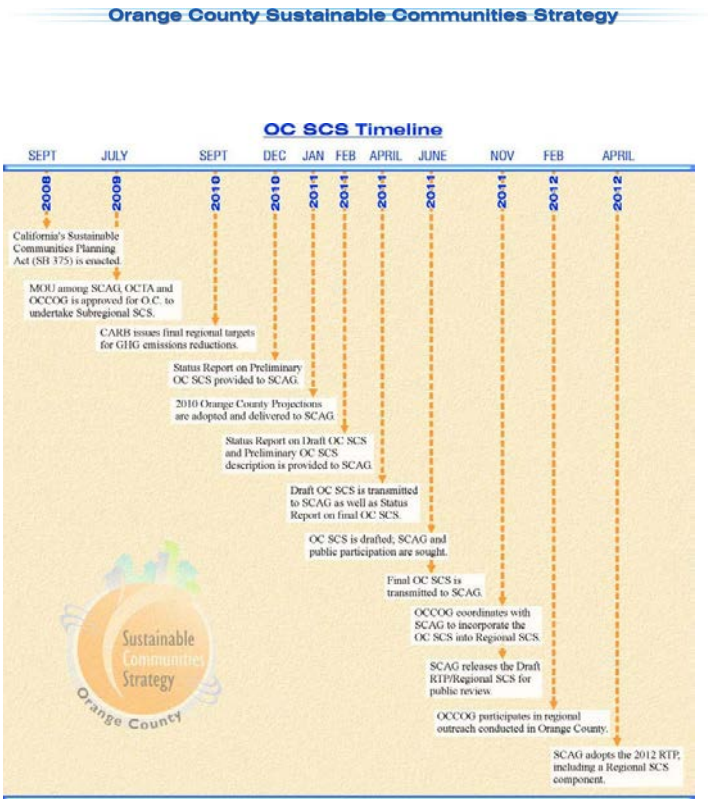 Orange County Sustainable Communities Strategy
OC SCS Timeline
SEPT JULY SEPT DEC JAN FEB APRIL JUNE NOV FEB APRIL
2008 2009 2010 2010 2011 2011 2011 2011 2011 2012 2012
California's Sustainable
Communities Planning
Act (SB 375) is enacted.
MOU among SCAG, OCTA and
OCCOG is approved for O.C. to
undertake Subregional SCS.
CARB issues final regional targets
for GHG emissions reductions.
Status Report on Preliminary
OC SCS provided to SCAG.
2010 Orange County Projections
are adopted and delivered to SCAG.
Status Report on Draft OC SCS
and Preliminary OC SCS
description is provided to SCAG.
Draft OC SCS is transmitted
to SCAG as well as Status
Report on final OC SCS.
OC SCS is drafted; SCAG and
public participation are sought.
Final OC SCS is
transmitted to SCAG.
OCCOG coordinates with
SCAG to incorporate the
OC SCS into Regional SCS.
SCAG releases the Draft
RTP/Regional SCS for
public review.
OCCOG participates in regional
outreach conducted in Orange County.
SCAG adopts the 2012 RTP,
including a Regional SCS
component.
Sustainable
Communities
Strategy
Orange County